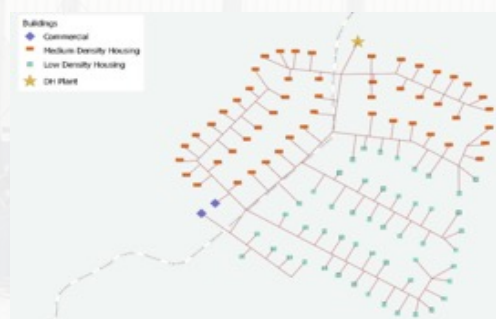 Buildings
Commercial
Medium Density Housing
Low Density Housing
DH Plant